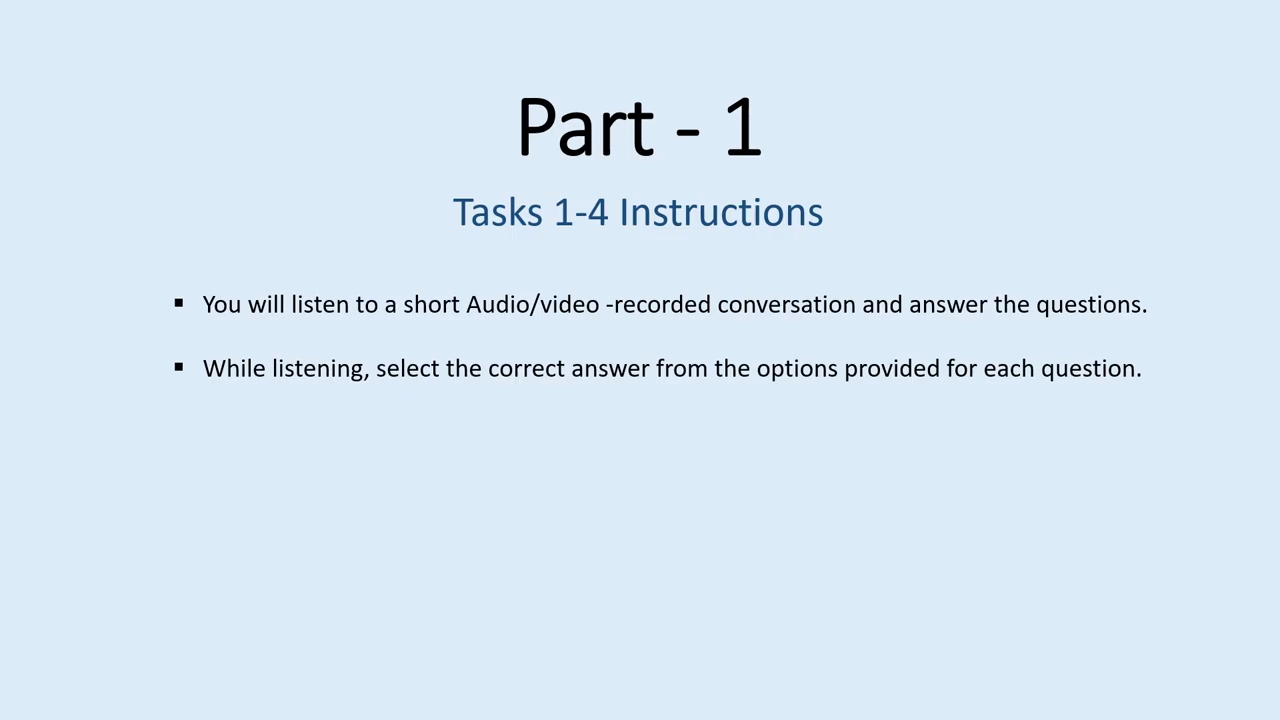 Part - 1
Tasks 1-4 Instructions
▪ You will listen to a short Audio/video -recorded conversation and answer the questions.
▪ While listening, select the correct answer from the options provided for each question.